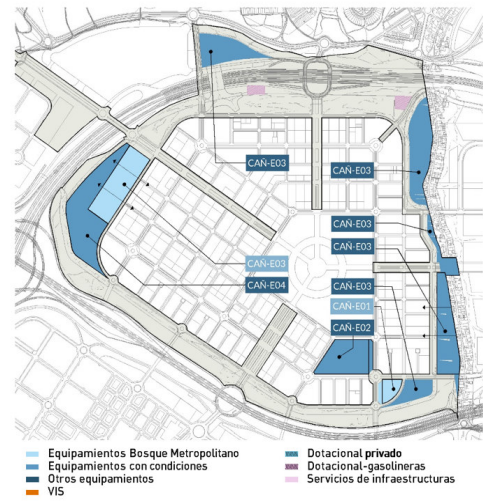 CAÑ-E03
CAÑ-E03
CAÑ-E03
CAÑ-E03
CAÑ-E03
CAÑ-E04
CAÑ-E03
CAÑ-E01
CAÑ-E02
Equipamientos Bosque Metropolitano
Equipamientos con condiciones
Otros equipamientos
VIS
Dotacional privado
Dotacional-gasolineras
Servicios de infraestructuras